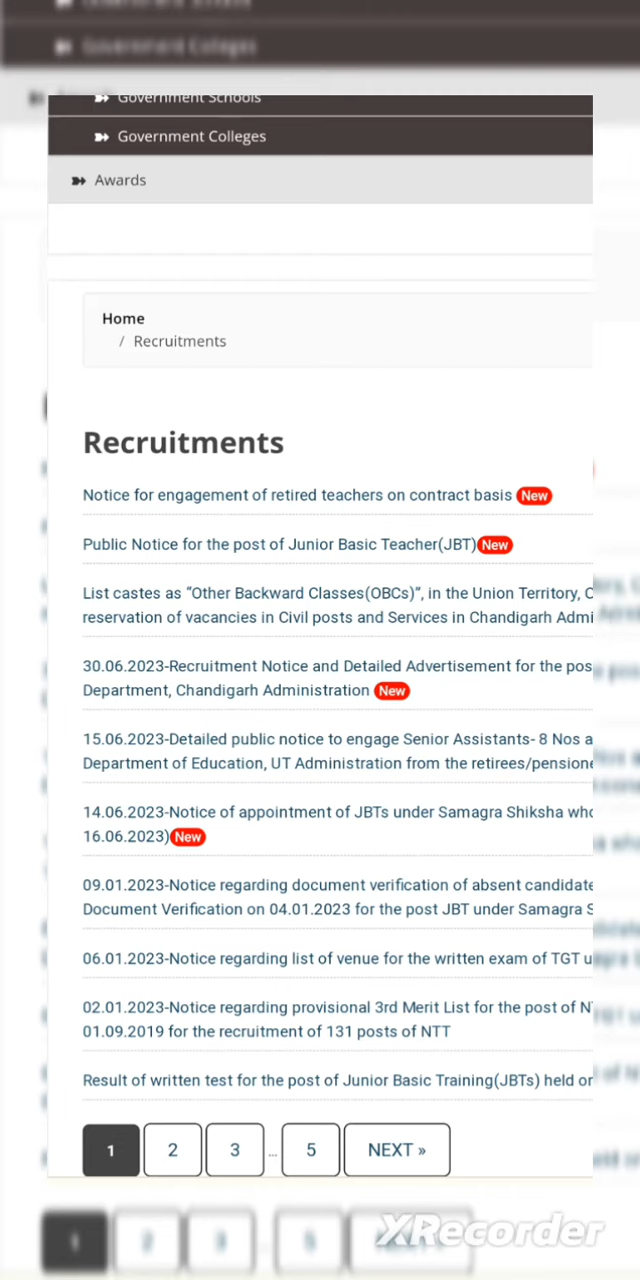 Government Colleges
Government Schools
Government Colleges
Awards
Home
/ Recruitments
Recruitments
Notice for engagement of retired teachers on contract basis New
Public Notice for the post of Junior Basic Teacher(JBT) New
List castes as “Other Backward Classes(OBCs)”, in the Union Territory, C
reservation of vacancies in Civil posts and Services in Chandigarh Admi
30.06.2023-Recruitment Notice and Detailed Advertisement for the pos
Department, Chandigarh Administration New
15.06.2023-Detailed public notice to engage Senior Assistants- 8 Nos a
Department of Education, UT Administration from the retirees/pensione
14.06.2023-Notice of appointment of JBTs under Samagra Shiksha who
16.06.2023) New
09.01.2023-Notice regarding document verification of absent candidate
Document Verification on 04.01.2023 for the post JBT under Samagra S
06.01.2023-Notice regarding list of venue for the written exam of TGT u
02.01.2023-Notice regarding provisional 3rd Merit List for the post of N
01.09.2019 for the recruitment of 131 posts of NTT
Result of written test for the post of Junior Basic Training(JBTs) held or
1 2 3 ... 5 NEXT »
XRecorder